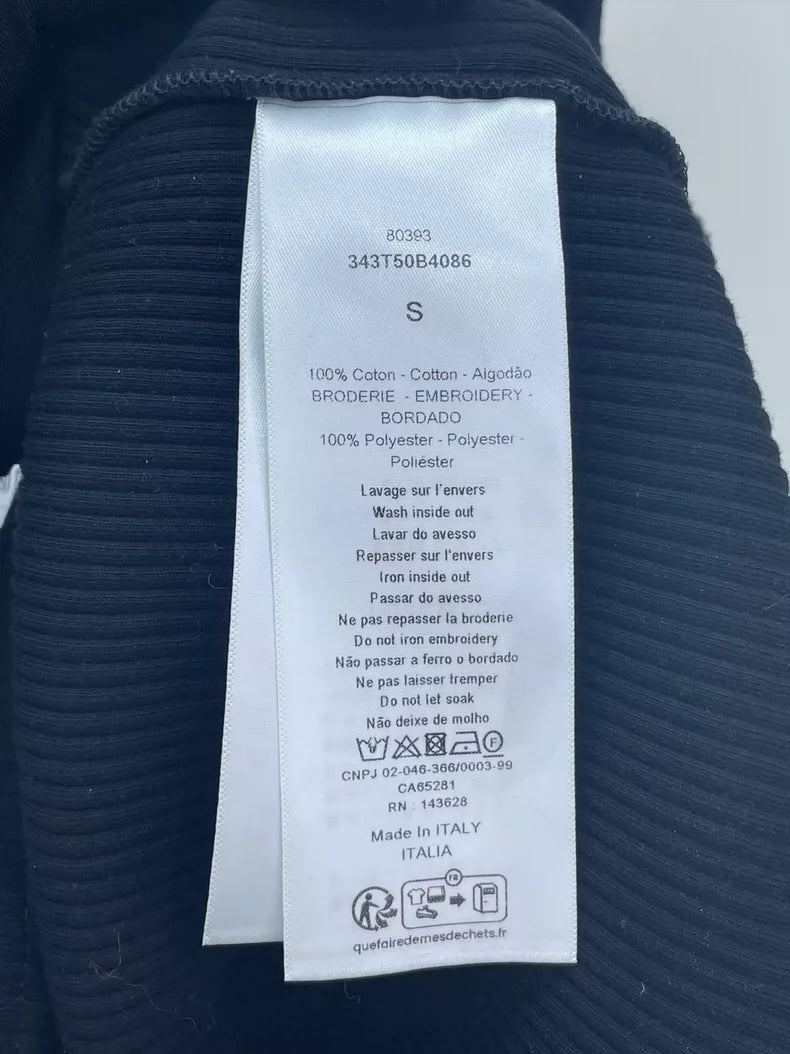 80393
343T50B4086
S
100% Coton - Cotton - Algodão
BRODERIE - EMBROIDERY -
BORDADO
100% Polyester - Polyester -
Poliéster
Lavage sur l'envers
Wash inside out
Lavar do avesso
Repasser sur l'envers
Iron inside out
Passar do avesso
Ne pas repasser la broderie
Do not iron embroidery
Não passar a ferro o bordado
Ne pas laisser tremper
Do not let soak
Não deixe de molho
F
CNPJ 02-046-366/0003-99
CA65281
RN : 143628
Made In ITALY
ITALIA
FR
quefairedemesdechets.fr